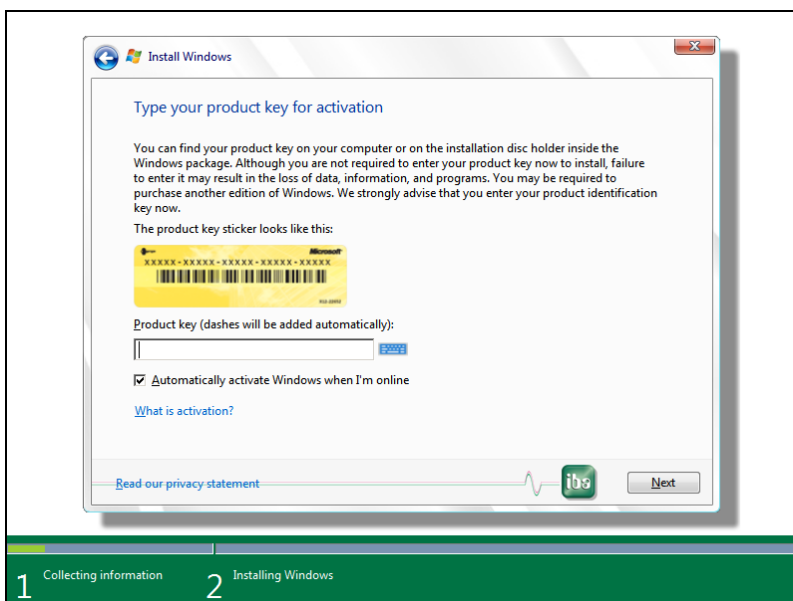 Install Windows
Type your product key for activation
You can find your product key on your computer or on the installation disc holder inside the
Windows package. Although you are not required to enter your product key now to install, failure
to enter it may result in the loss of data, information, and programs. You may be required to
purchase another edition of Windows. We strongly advise that you enter your product identification
key now.
The product key sticker looks like this:
Microsoft
XXXXX-XXXXX-XXXXX-XXXXX-XXXXX
Product key (dashes will be added automatically):
Automatically activate Windows when I'm online
What is activation?
Read our privacy statement
iba
Next
1 Collecting information 2 Installing Windows